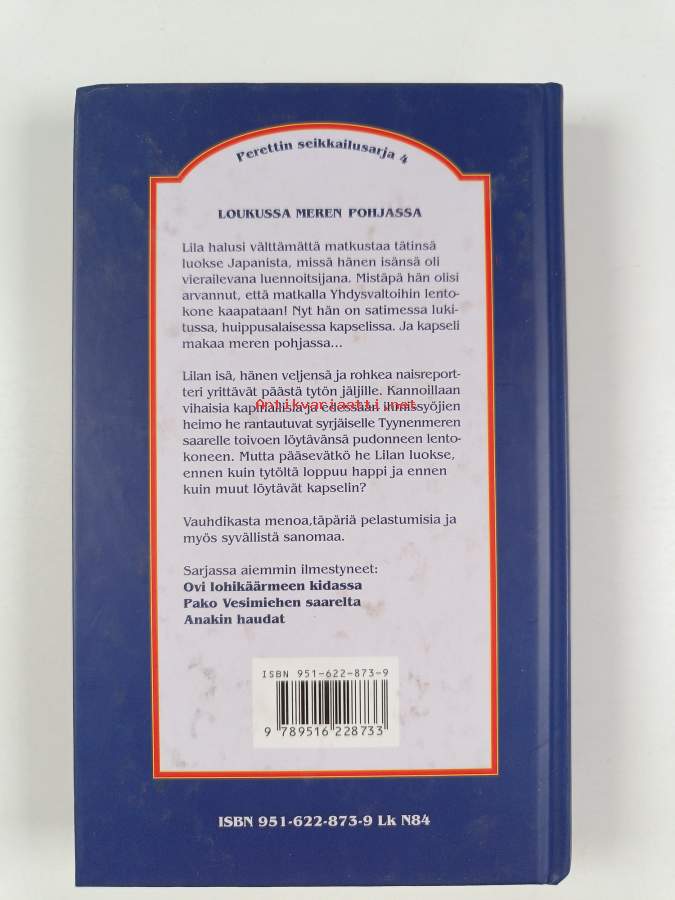 Perettin seikkailusarja 4
LOUKUSSA MEREN POHJASSA
Lila halusi välttämättä matkustaa tätinsä
luokse Japanista, missä hänen isänsä oli
vierailevana luennoitsijana. Mistäpä hän olisi
arvannut, että matkalla Yhdysvaltoihin lento-
kone kaapataan! Nyt hän on satimessa luki-
tussa, huippusalaisessa kapselissa. Ja kapseli
makaa meren pohjassa...
Lilan isä, hänen veljensä ja rohkea naisreport-
teri yrittävät päästä tytön jäljille. Kannoillaan
vihaisia kapinallisia ja edessään ihmissyöjien
Antikvariaatti.net
heimo he rantautuvat syrjäiselle Tyynenmeren
saarelle toivoen löytävänsä pudonneen lento-
koneen. Mutta pääsevätkö he Lilan luokse,
ennen kuin tytöltä loppuu happi ja ennen
kuin muut löytävät kapselin?
Vauhdikasta menoa,täpäriä pelastumisia ja
myös syvällistä sanomaa.
Sarjassa aiemmin ilmestyneet:
Ovi lohikäärmeen kidassa
Pako Vesimiehen saarelta
Anakin haudat
ISBN 951-622-873-9
9 789516 228733
ISBN 951-622-873-9 Lk N84